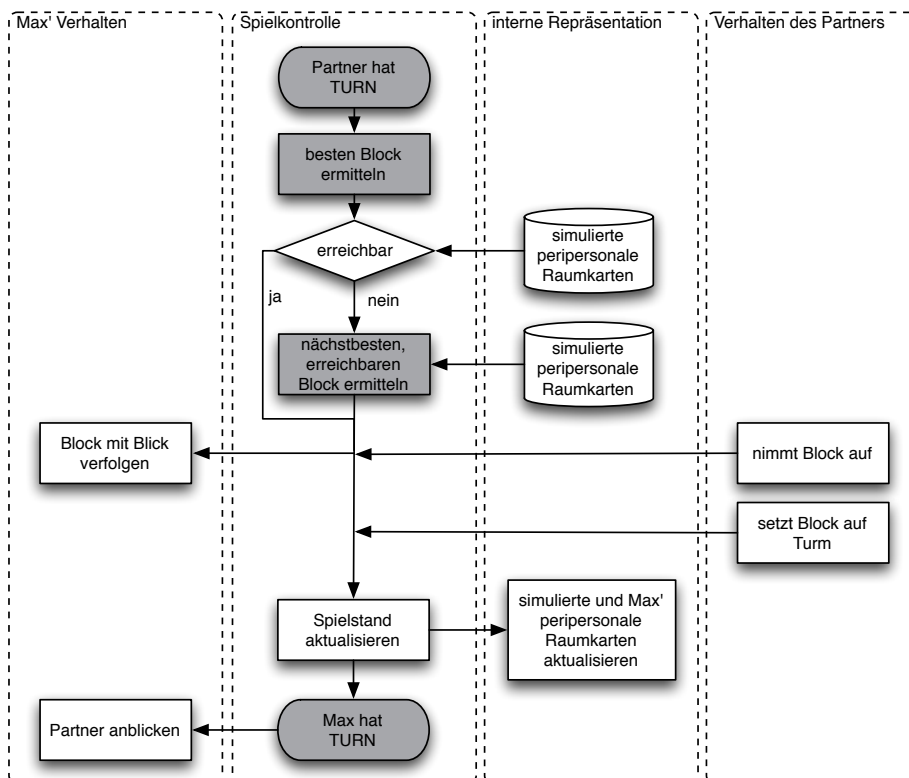 Max' Verhalten
Spielkontrolle
interne Repräsentation
Verhalten des Partners
Partner hat
TURN
besten Block
ermitteln
erreichbar
simulierte
peripersonale
Raumkarten
ja
nein
nächstbesten,
erreichbaren
Block ermitteln
simulierte
peripersonale
Raumkarten
Block mit Blick
verfolgen
nimmt Block auf
setzt Block auf
Turm
Spielstand
aktualisieren
simulierte und Max'
peripersonale
Raumkarten
aktualisieren
Partner anblicken
Max hat
TURN